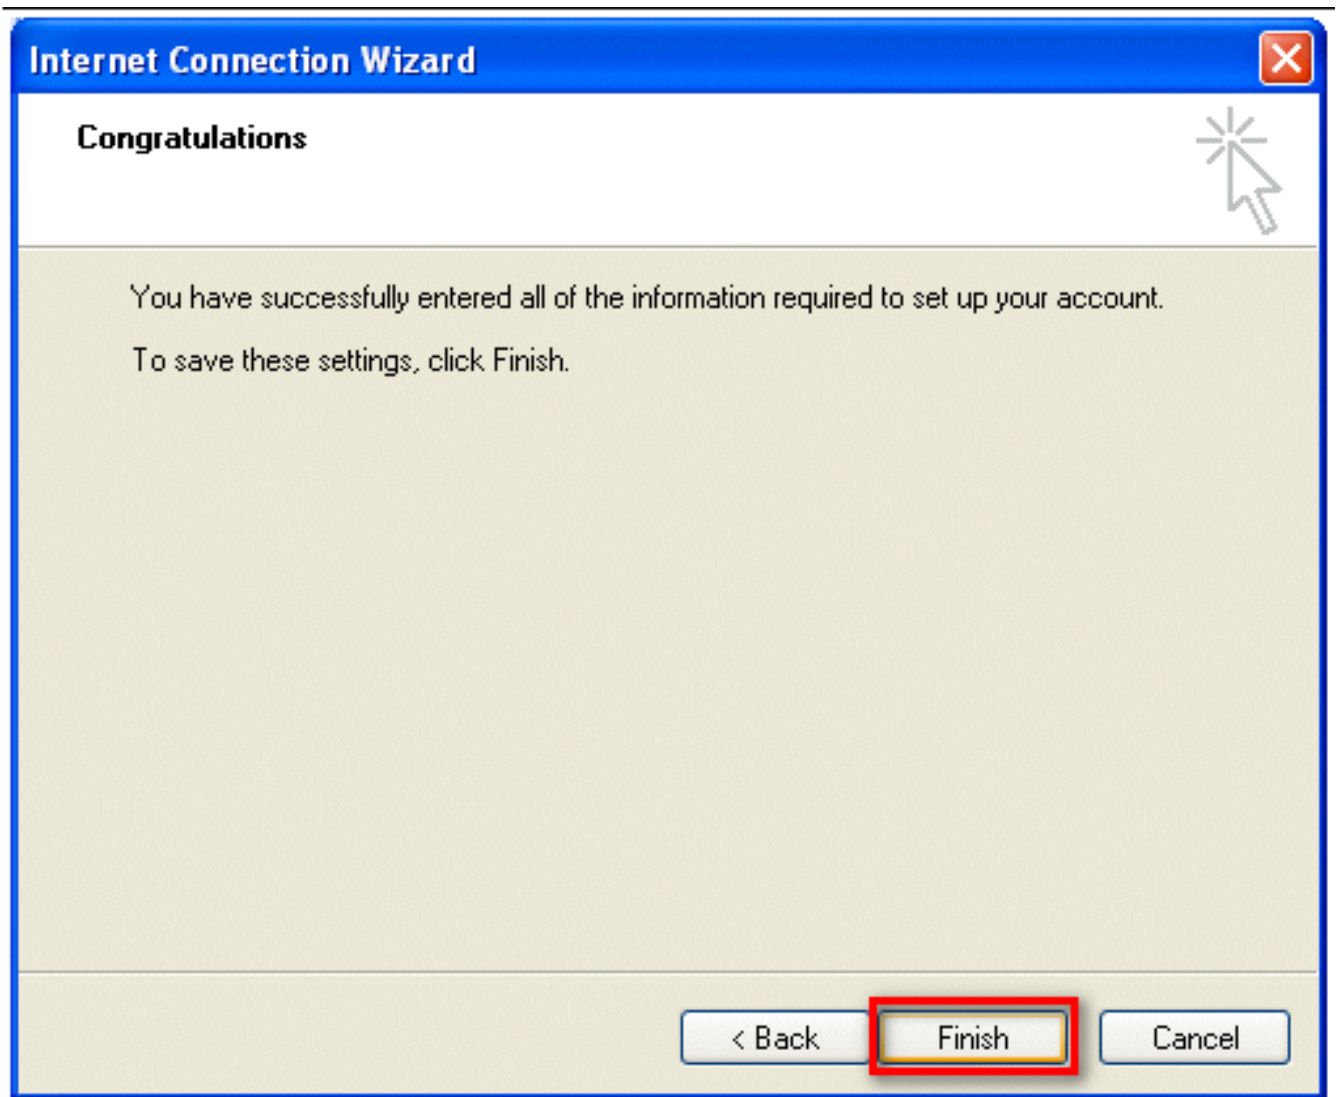 Internet Connection Wizard
Congratulations
You have successfully entered all of the information required to set up your account.
To save these settings, click Finish.
< Back
Finish
Cancel